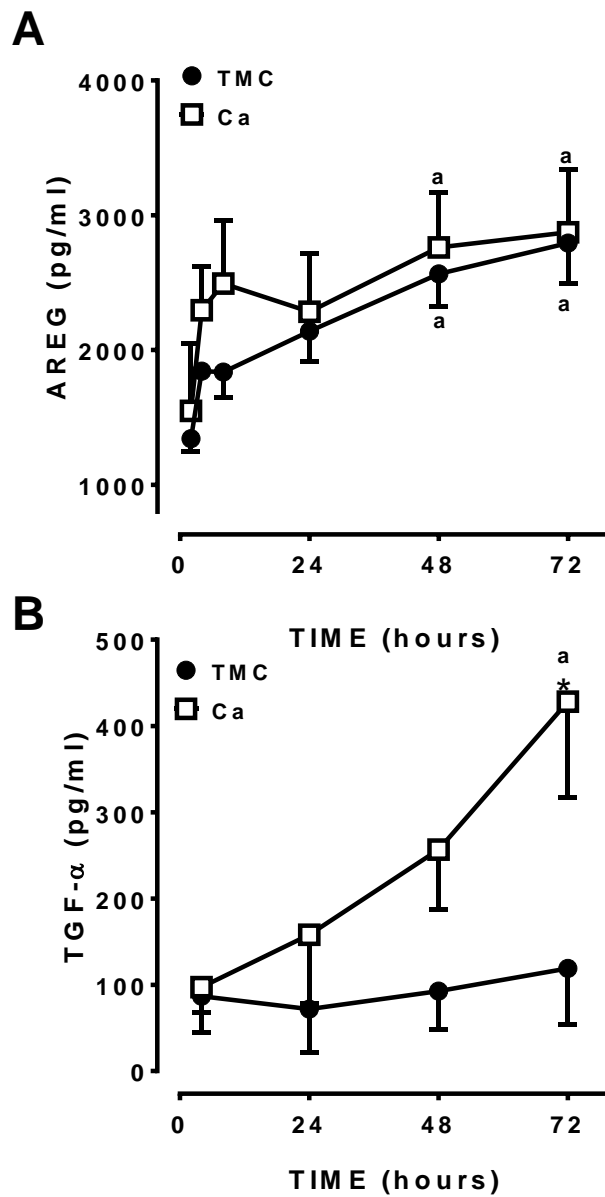 A
TMC
Ca
4000
3000
2000
1000
AREG (pg/ml)
a
a
a
a
0 24 48 72
TIME (hours)
B
TMC
Ca
500
400
300
200
100
0
TGF-α (pg/ml)
a
*
0 24 48 72
TIME (hours)